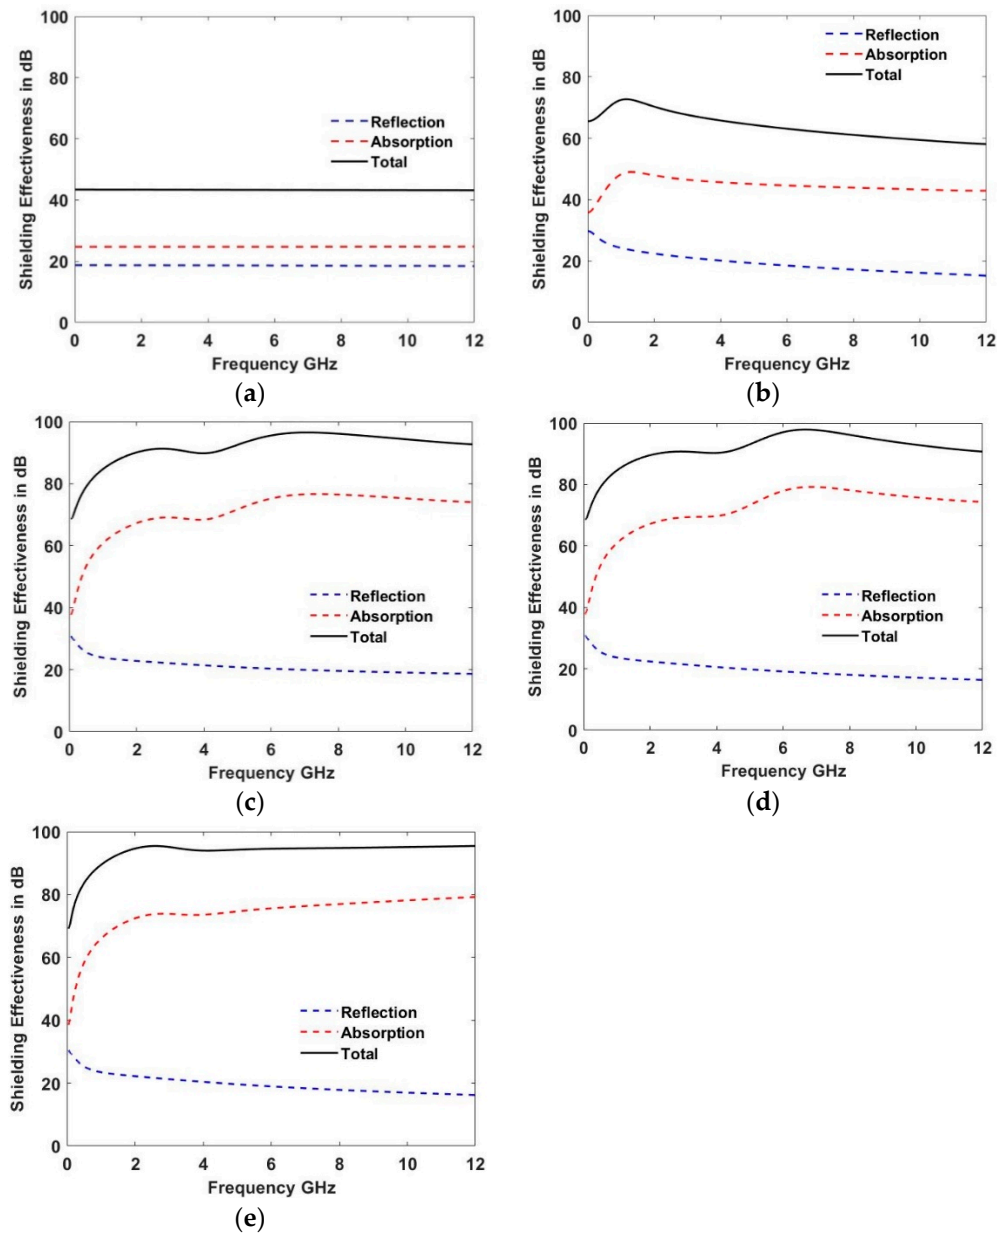 Shielding Effectiveness in dB
100
80
60
40
20
0
Reflection
Absorption
Total
0 2 4 6 8 10 12
Frequency GHz
(a)
Shielding Effectiveness in dB
100
80
60
40
20
0
Reflection
Absorption
Total
0 2 4 6 8 10 12
Frequency GHz
(b)
Shielding Effectiveness in dB
100
80
60
40
20
0
Reflection
Absorption
Total
0 2 4 6 8 10 12
Frequency GHz
(c)
Shielding Effectiveness in dB
100
80
60
40
20
0
Reflection
Absorption
Total
0 2 4 6 8 10 12
Frequency GHz
(d)
Shielding Effectiveness in dB
100
80
60
40
20
0
Reflection
Absorption
Total
0 2 4 6 8 10 12
Frequency GHz
(e)